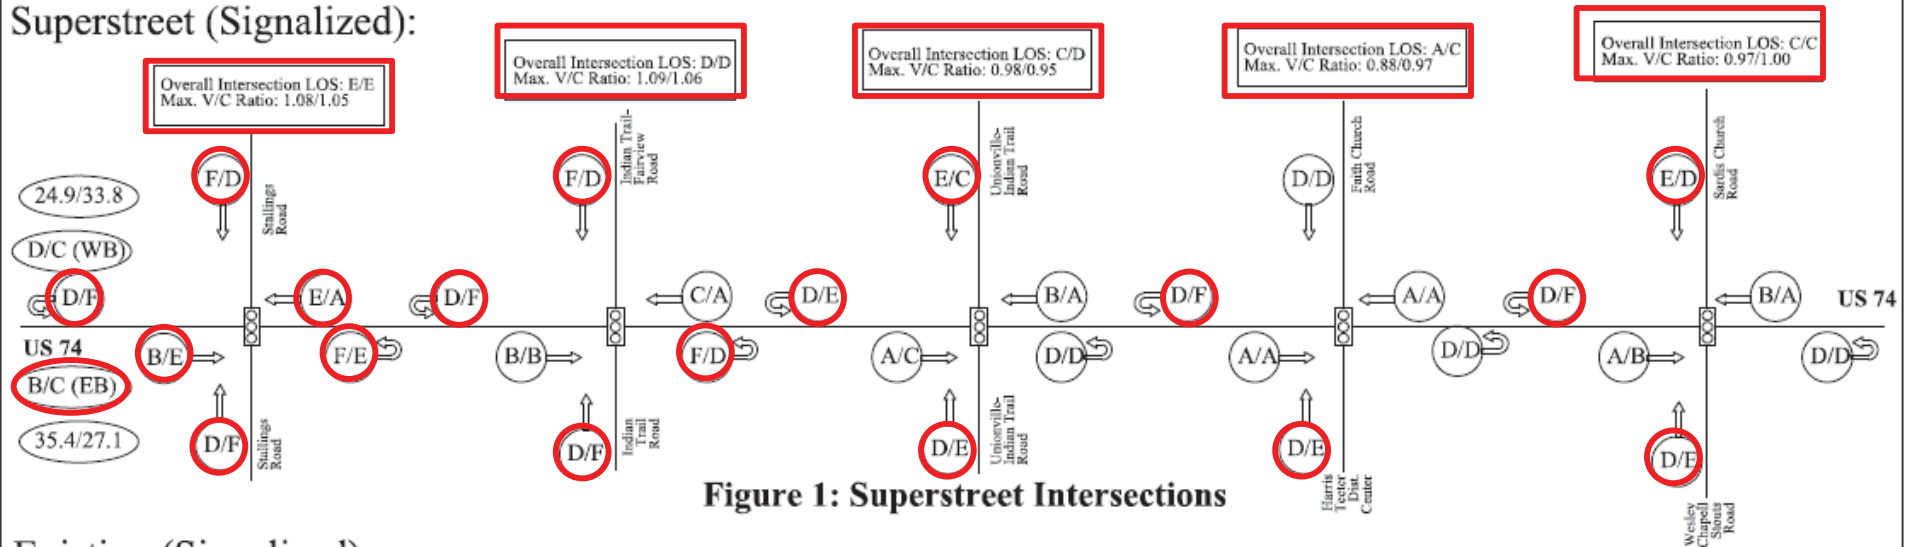 Superstreet (Signalized):
Overall Intersection LOS: E/E
Max. V/C Ratio: 1.08/1.05
Overall Intersection LOS: D/D
Max. V/C Ratio: 1.09/1.06
Overall Intersection LOS: C/D
Max. V/C Ratio: 0.98/0.95
Overall Intersection LOS: A/C
Max. V/C Ratio: 0.88/0.97
Overall Intersection LOS: C/C
Max. V/C Ratio: 0.97/1.00
F/D
Stallings
Road
F/D
Indian Trail-
Fairview
Road
E/C
Unionville-
Indian Trail
Road
D/D
Faith Church
Road
E/D
Sardis Church
Road
24.9/33.8
D/C (WB)
D/F
E/A
D/F
C/A
D/E
B/A
D/F
A/A
D/F
B/A
US 74
US 74
B/E
F/E
B/B
F/D
A/C
D/D
A/A
D/D
A/B
D/D
B/C (EB)
35.4/27.1
D/F
Stallings
Road
D/F
Indian
Trail
Road
D/E
Unionville-
Indian Trail
Road
D/E
Harris
Teeter
Dist.
Center
D/E
Wesley
Chapell
Stouts
Road
Figure 1: Superstreet Intersections